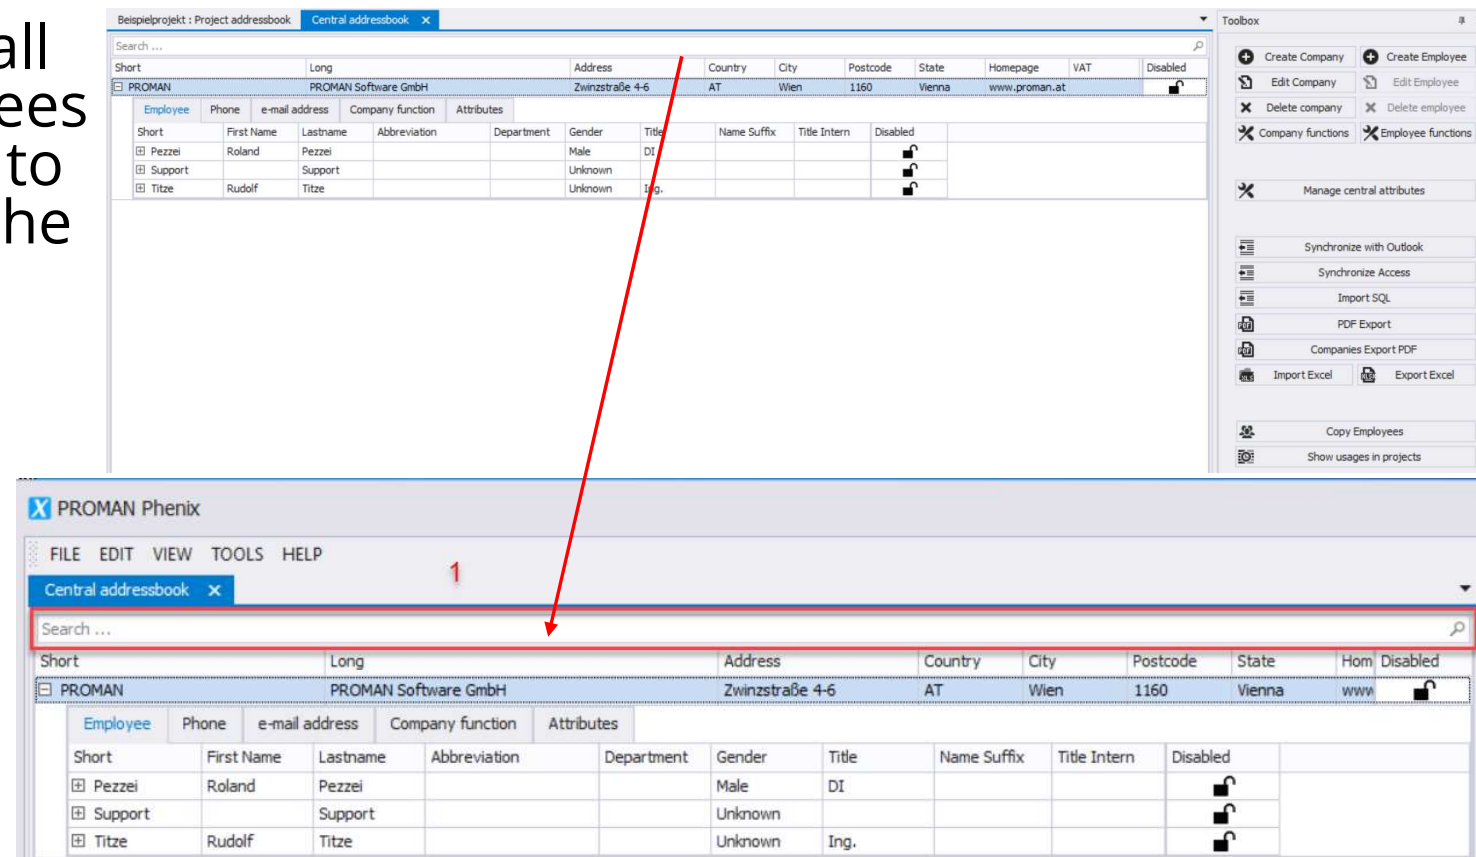 all
ees
to
he
Beispielprojekt : Project addressbook Central addressbook X
Search ...
Short Long Address Country City Postcode State Homepage VAT Disabled
PROMAN PROMAN Software GmbH Zwinzstraße 4-6 AT Wien 1160 Vienna www.proman.at
Employee Phone e-mail address Company function Attributes
Short First Name Lastname Abbreviation Department Gender Title Name Suffix Title Intern Disabled
Pezzei Roland Pezzei Male DI
Support Support Unknown
Titze Rudolf Titze Unknown Ing.
Toolbox
Create Company Create Employee
Edit Company Edit Employee
Delete company Delete employee
Company functions Employee functions
Manage central attributes
Synchronize with Outlook
Synchronize Access
Import SQL
PDF Export
Companies Export PDF
Import Excel Export Excel
Copy Employees
Show usages in projects
X PROMAN Phenix
FILE EDIT VIEW TOOLS HELP
1
Central addressbook X
Search ...
Short Long Address Country City Postcode State Hom Disabled
PROMAN PROMAN Software GmbH Zwinzstraße 4-6 AT Wien 1160 Vienna www
Employee Phone e-mail address Company function Attributes
Short First Name Lastname Abbreviation Department Gender Title Name Suffix Title Intern Disabled
Pezzei Roland Pezzei Male DI
Support Support Unknown
Titze Rudolf Titze Unknown Ing.